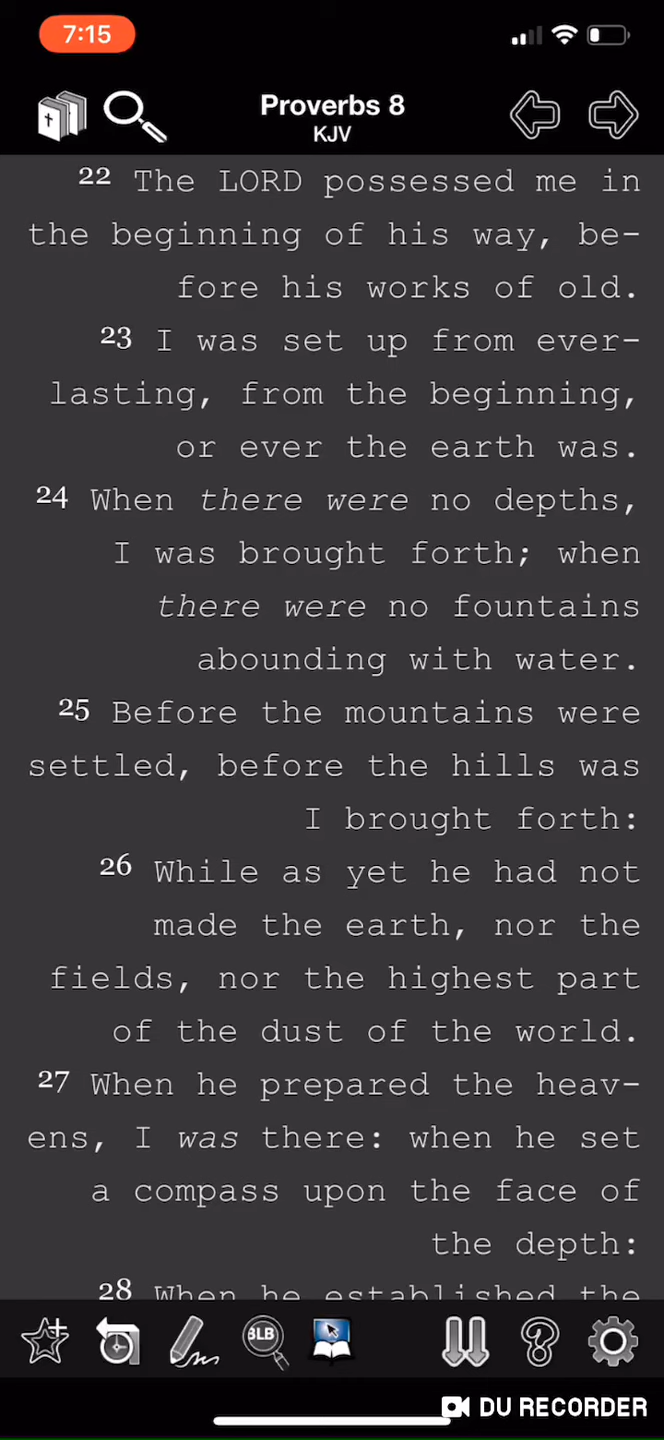 7:15
Proverbs 8
KJV
22 The LORD possessed me in
the beginning of his way, be-
fore his works of old.
23 I was set up from ever-
lasting, from the beginning,
or ever the earth was.
24 When there were no depths,
I was brought forth; when
there were no fountains
abounding with water.
25 Before the mountains were
settled, before the hills was
I brought forth:
26 While as yet he had not
made the earth, nor the
fields, nor the highest part
of the dust of the world.
27 When he prepared the heav-
ens, I was there: when he set
a compass upon the face of
the depth:
28 When he established the
BLB
DU RECORDER